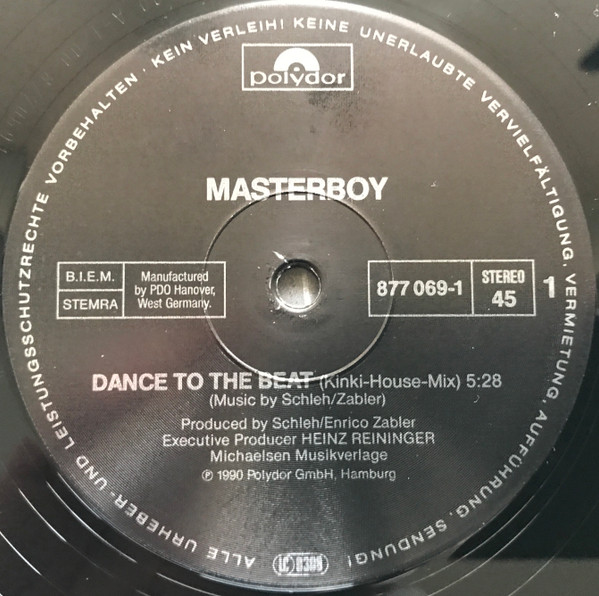 ALLE URHEBER- UND LEISTUNGSSCHUTZRECHTE VORBEHALTEN · KEIN VERLEIH! KEINE UNERLAUBTE VERVIELFÄLTIGUNG, VERMIETUNG, AUFFÜHRUNG, SENDUNG!
polydor
MASTERBOY
B.I.E.M.
STEMRA
Manufactured
by PDO Hanover,
West Germany.
877 069-1
STEREO
45
1
DANCE TO THE BEAT (Kinki-House-Mix) 5:28
(Music by Schleh/Zabler)
Produced by Schleh/Enrico Zabler
Executive Producer HEINZ REININGER
Michaelsen Musikverlage
℗ 1990 Polydor GmbH, Hamburg
LC 0309